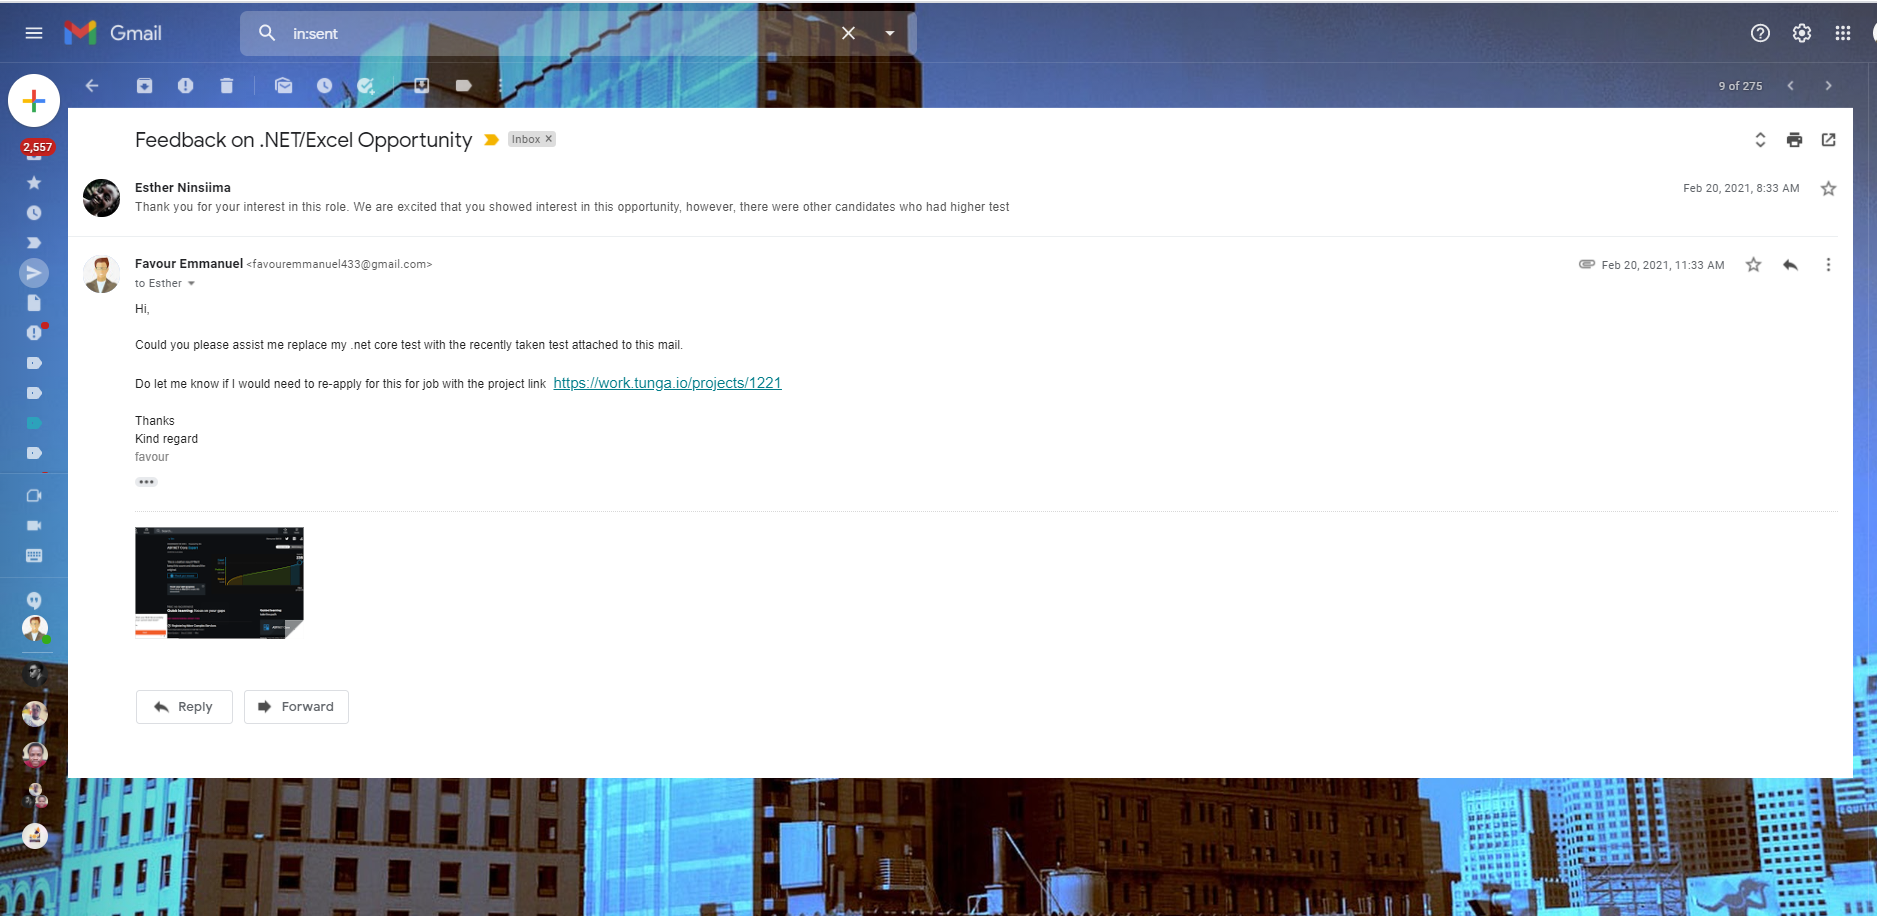 Gmail
in:sent
9 of 275
2,557
Feedback on .NET/Excel Opportunity
Inbox ×
Esther Ninsiima
Feb 20, 2021, 8:33 AM
Thank you for your interest in this role. We are excited that you showed interest in this opportunity, however, there were other candidates who had higher test
Favour Emmanuel <favouremmanuel433@gmail.com>
Feb 20, 2021, 11:33 AM
to Esther
Hi,
Could you please assist me replace my .net core test with the recently taken test attached to this mail.
Do let me know if I would need to re-apply for this for job with the project link https://work.tunga.io/projects/1221
Thanks
Kind regard
favour
Reply
Forward